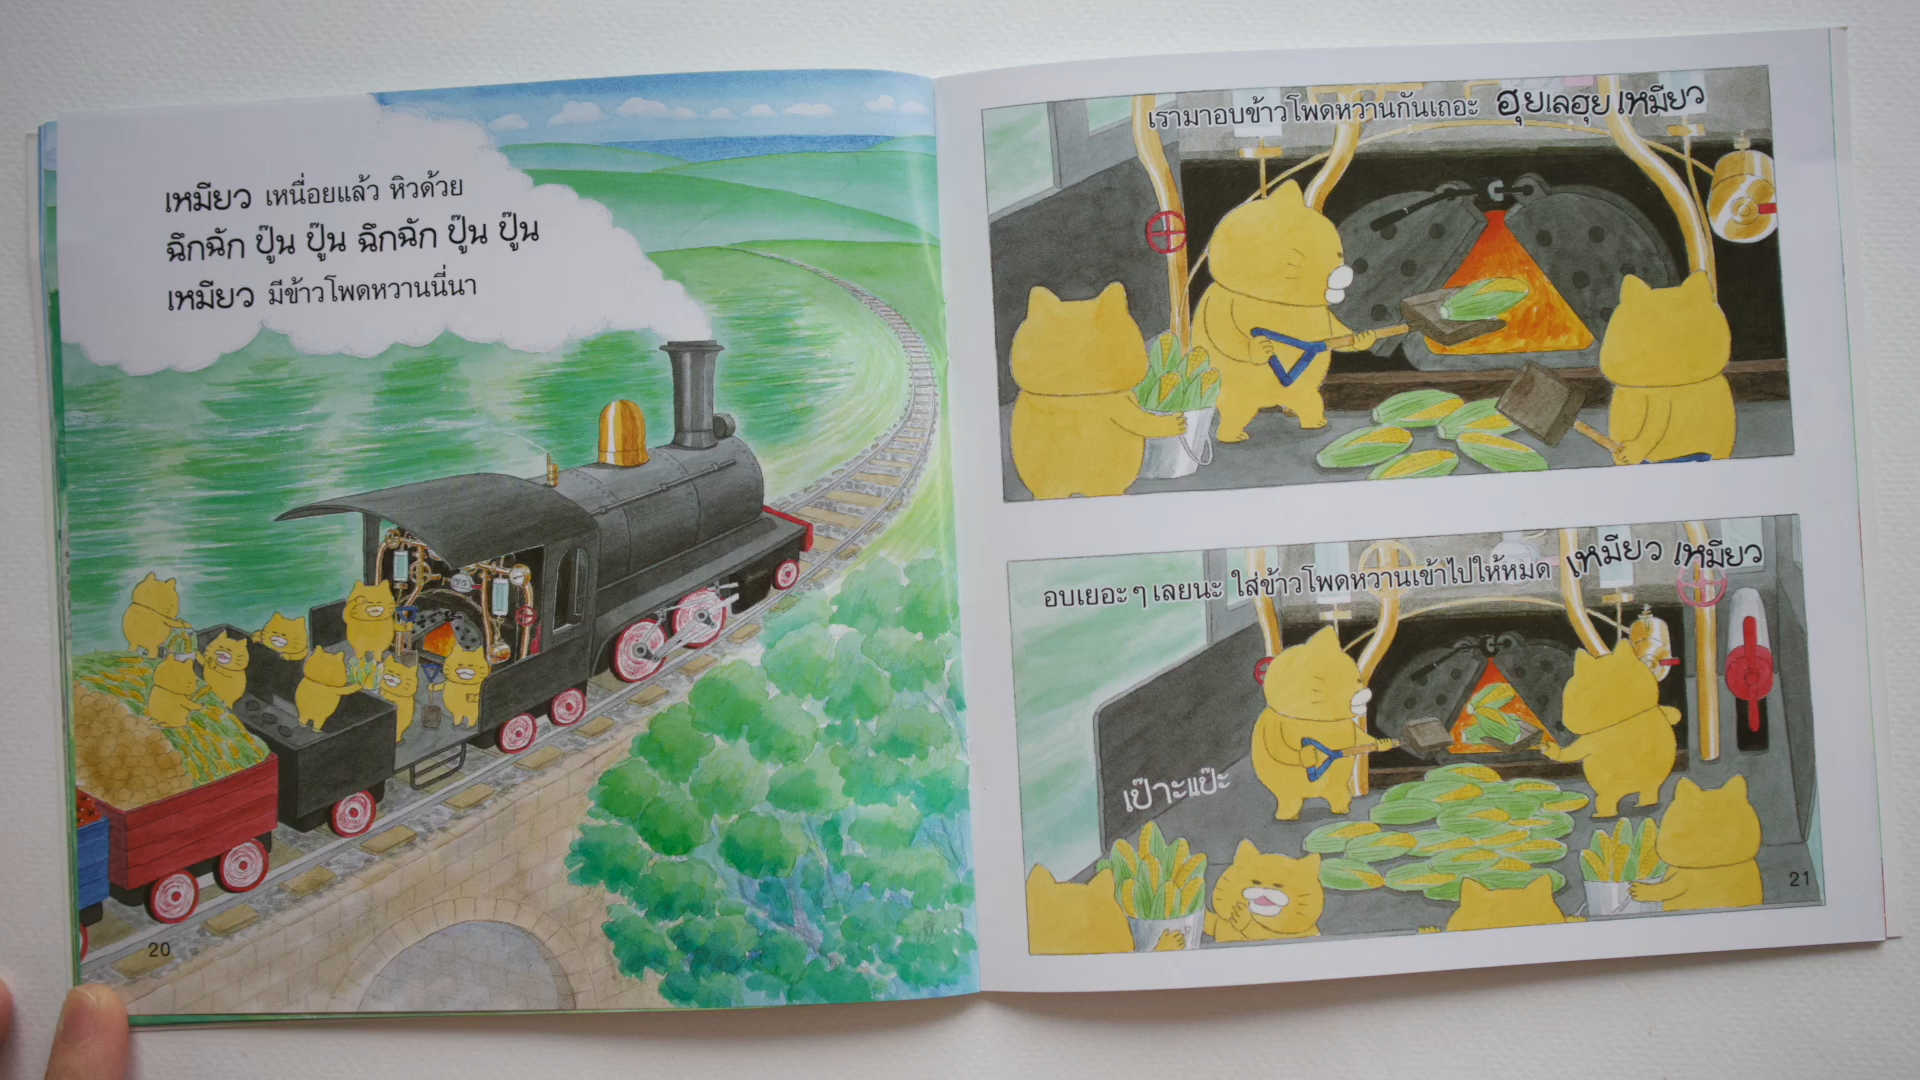 เหมียว เหนื่อยแล้ว หิวด้วย
ฉึกฉัก ปู๊น ปู๊น ฉึกฉัก ปู๊น ปู๊น
เหมียว มีข้าวโพดหวานนี่นา
20
เรามาอบข้าวโพดหวานกันเถอะ ฮุยเลฮุย เหมียว
อบเยอะๆ เลยนะ ใส่ข้าวโพดหวานเข้าไปให้หมด เหมียว เหมียว
เป๊าะแป๊ะ
21